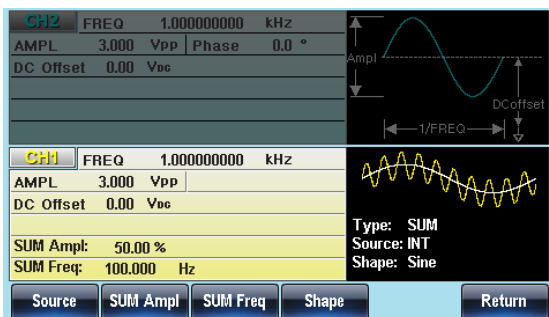 CH2 FREQ 1.000000000 kHz
AMPL 3.000 Vpp Phase 0.0 °
DC Offset 0.00 VDC
Ampl
DCoffset
1/FREQ
CH1 FREQ 1.000000000 kHz
AMPL 3.000 Vpp
DC Offset 0.00 VDC
SUM Ampl: 50.00 %
SUM Freq: 100.000 Hz
Type: SUM
Source: INT
Shape: Sine
Source SUM Ampl SUM Freq Shape Return